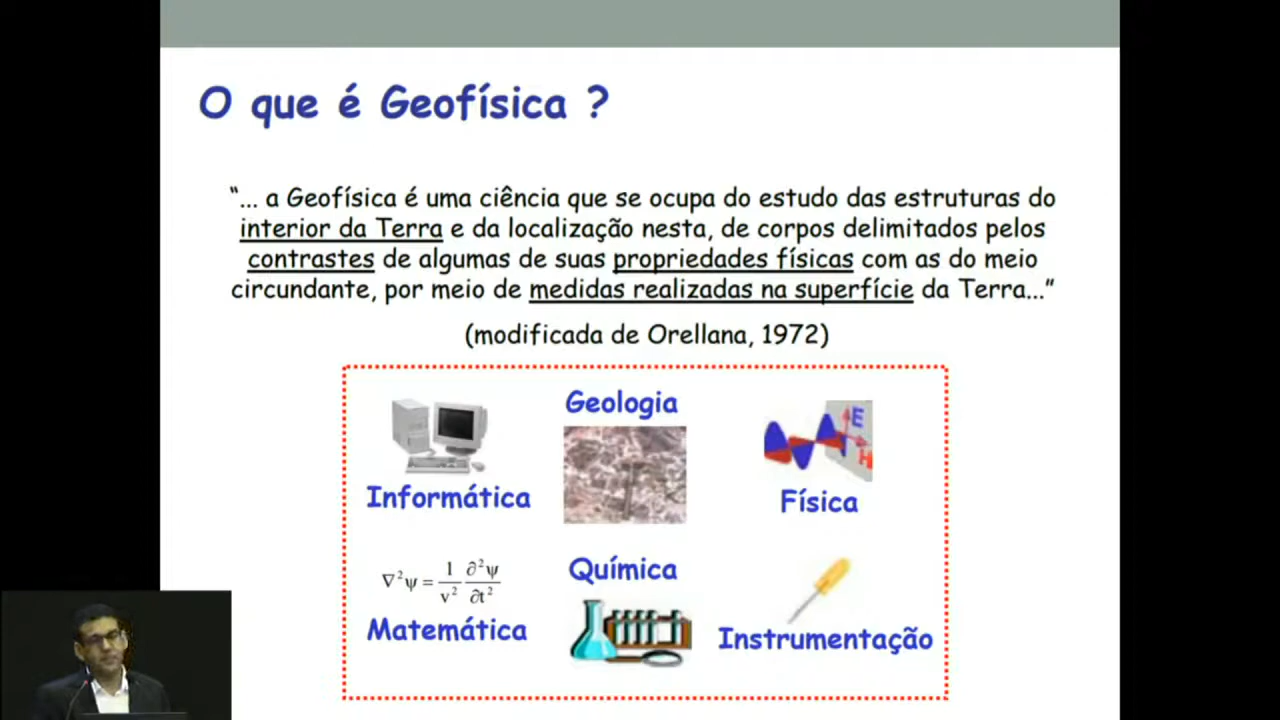 O que é Geofísica ?
“... a Geofísica é uma ciência que se ocupa do estudo das estruturas do
interior da Terra e da localização nesta, de corpos delimitados pelos
contrastes de algumas de suas propriedades físicas com as do meio
circundante, por meio de medidas realizadas na superfície da Terra...”
(modificada de Orellana, 1972)
Geologia
E
H
Informática
Física
∇²ψ = 1/v² ∂²ψ/∂t²
Química
Matemática
Instrumentação